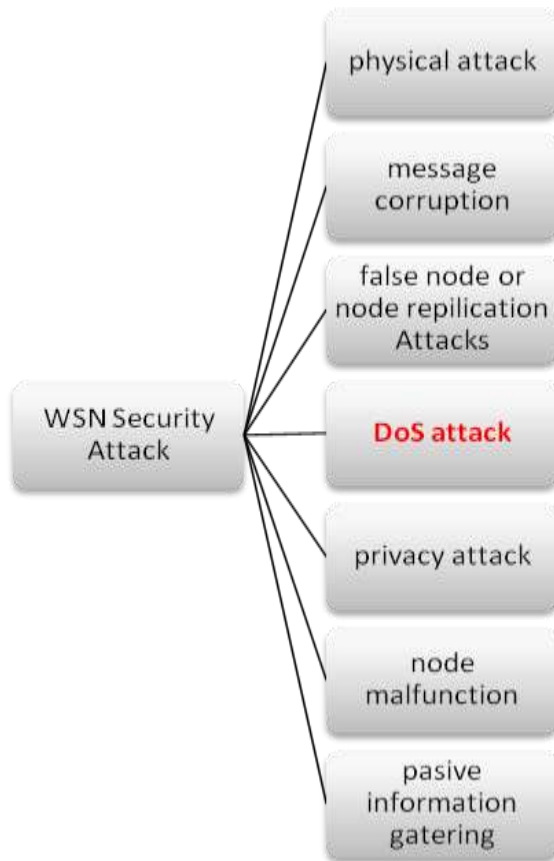 physical attack
message
corruption
false node or
node repilication
Attacks
WSN Security
Attack
DoS attack
privacy attack
node
malfunction
pasive
information
gatering